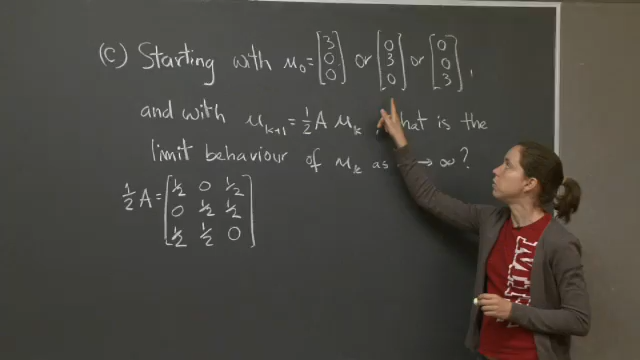 (c) Starting with u₀ = [3 0 0] or [0 3 0] or [0 0 3],
and with u_{k+1} = ½ A u_k, what is the
limit behaviour of u_k as → ∞?
½ A = [½ 0 ½
0 ½ ½
½ ½ 0]